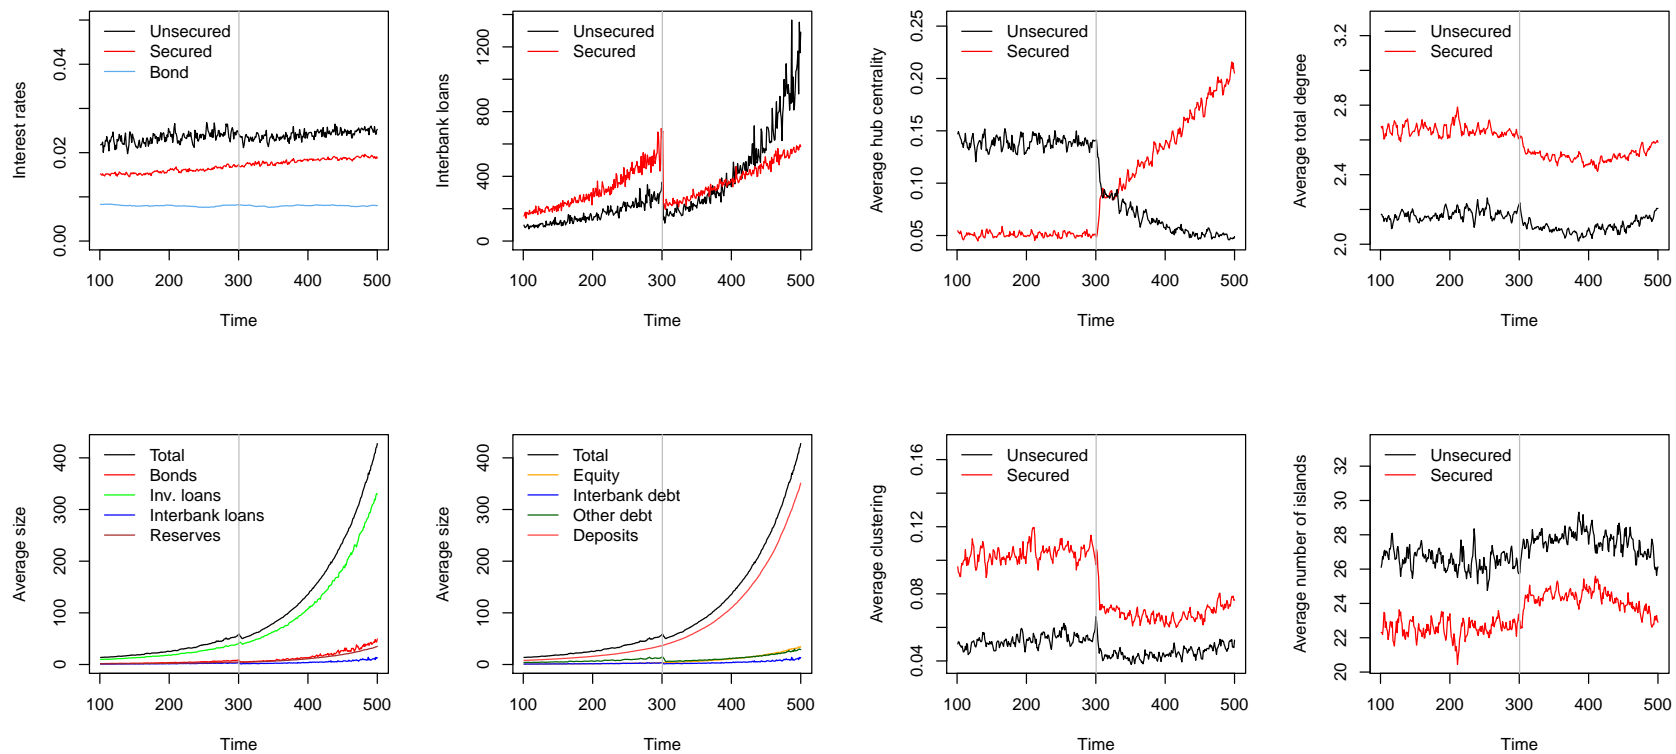 Interest rates
0.00 0.02 0.04
Unsecured
Secured
Bond
100 200 300 400 500
Time
Interbank loans
0 400 800 1200
Unsecured
Secured
100 200 300 400 500
Time
Average hub centrality
0.05 0.10 0.15 0.20 0.25
Unsecured
Secured
100 200 300 400 500
Time
Average total degree
2.0 2.4 2.8 3.2
Unsecured
Secured
100 200 300 400 500
Time
Average size
0 100 200 300 400
Total
Bonds
Inv. loans
Interbank loans
Reserves
100 200 300 400 500
Time
Average size
0 100 200 300 400
Total
Equity
Interbank debt
Other debt
Deposits
100 200 300 400 500
Time
Average clustering
0.04 0.08 0.12 0.16
Unsecured
Secured
100 200 300 400 500
Time
Average number of islands
20 22 24 26 28 30 32
Unsecured
Secured
100 200 300 400 500
Time